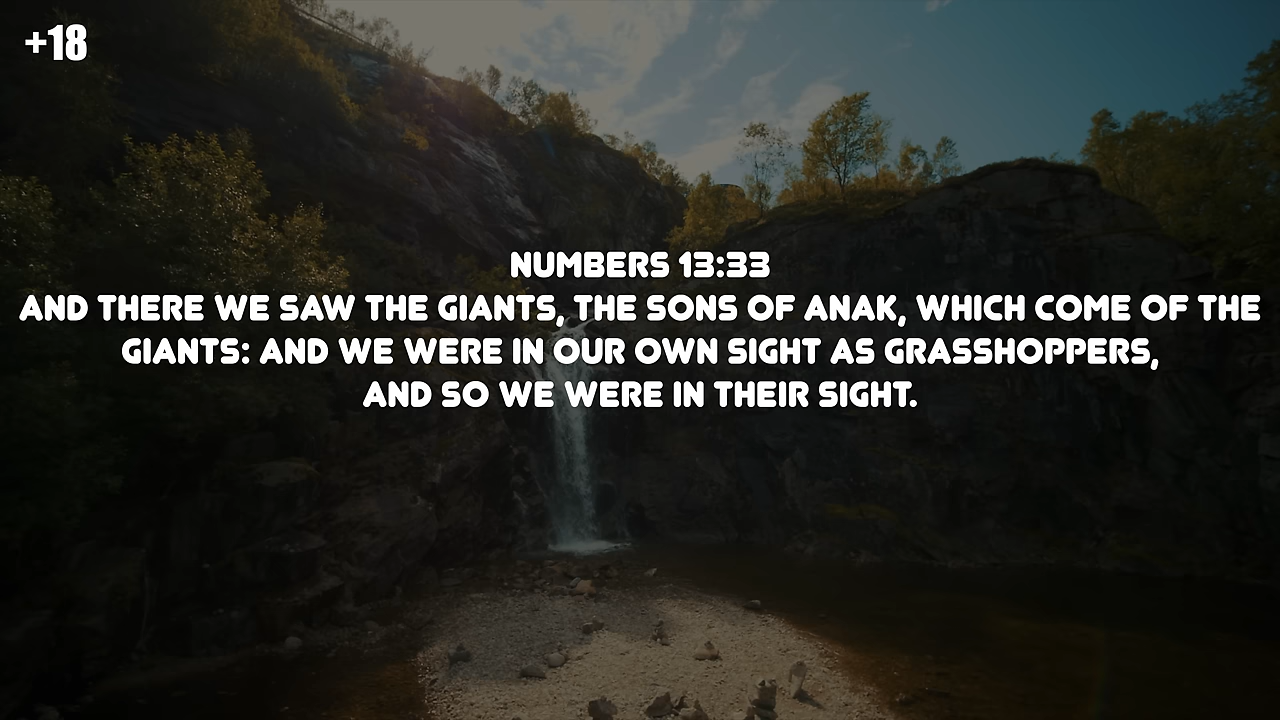 +18
NUMBERS 13:33
AND THERE WE SAW THE GIANTS, THE SONS OF ANAK, WHICH COME OF THE
GIANTS: AND WE WERE IN OUR OWN SIGHT AS GRASSHOPPERS,
AND SO WE WERE IN THEIR SIGHT.